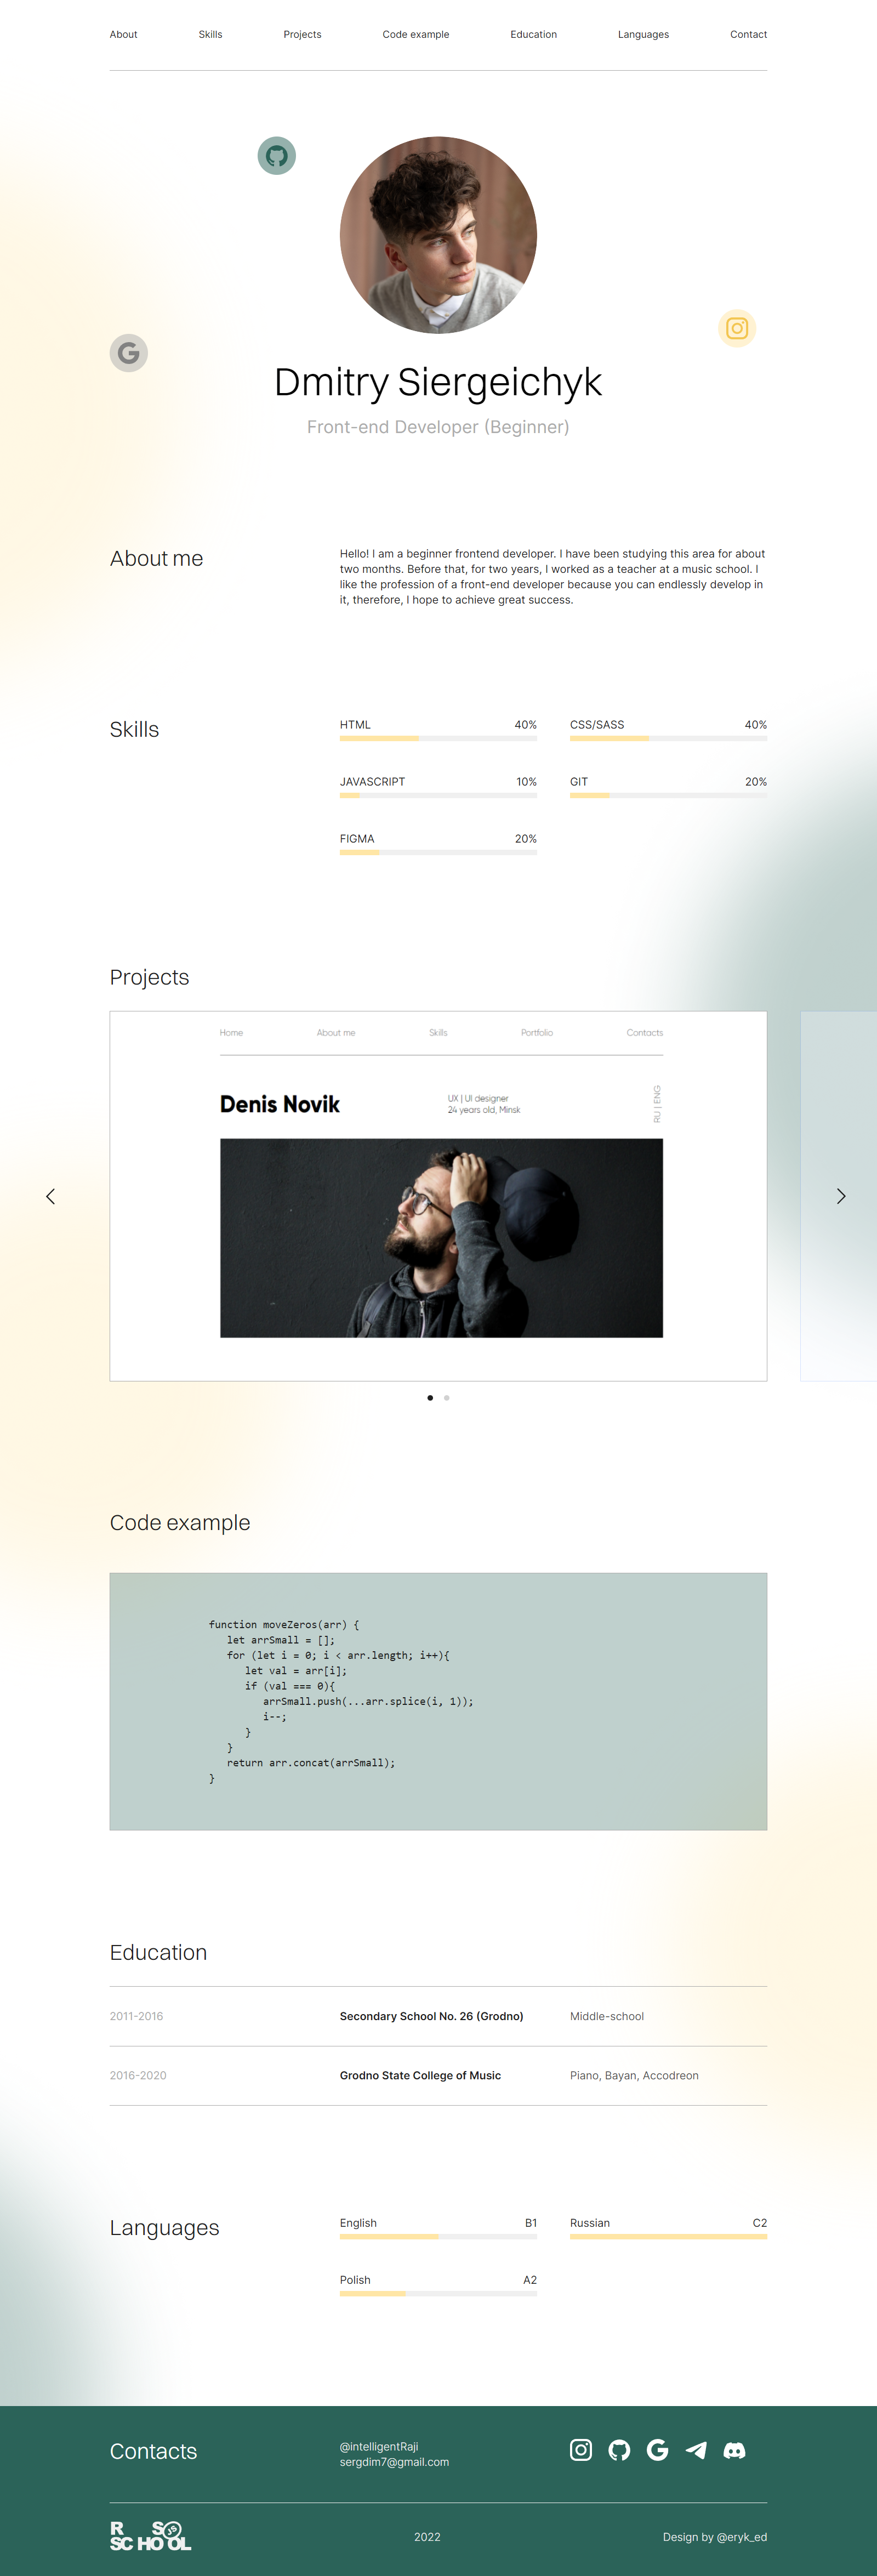 About Skills Projects Code example Education Languages Contact
Dmitry Siergeichyk
Front-end Developer (Beginner)
About me
Hello! I am a beginner frontend developer. I have been studying this area for about
two months. Before that, for two years, I worked as a teacher at a music school. I
like the profession of a front-end developer because you can endlessly develop in
it, therefore, I hope to achieve great success.
Skills
HTML 40% CSS/SASS 40%
JAVASCRIPT 10% GIT 20%
FIGMA 20%
Projects
Home About me Skills Portfolio Contacts
Denis Novik
UX | UI designer
24 years old, Minsk
RU | ENG
Code example
function moveZeros(arr) {
let arrSmall = [];
for (let i = 0; i < arr.length; i++){
let val = arr[i];
if (val === 0){
arrSmall.push(...arr.splice(i, 1));
i--;
}
}
return arr.concat(arrSmall);
}
Education
2011-2016 Secondary School No. 26 (Grodno) Middle-school
2016-2020 Grodno State College of Music Piano, Bayan, Accodreon
Languages
English B1 Russian C2
Polish A2
Contacts
@intelligentRaji
sergdim7@gmail.com
R S JS
SCHOOL
2022
Design by @eryk_ed